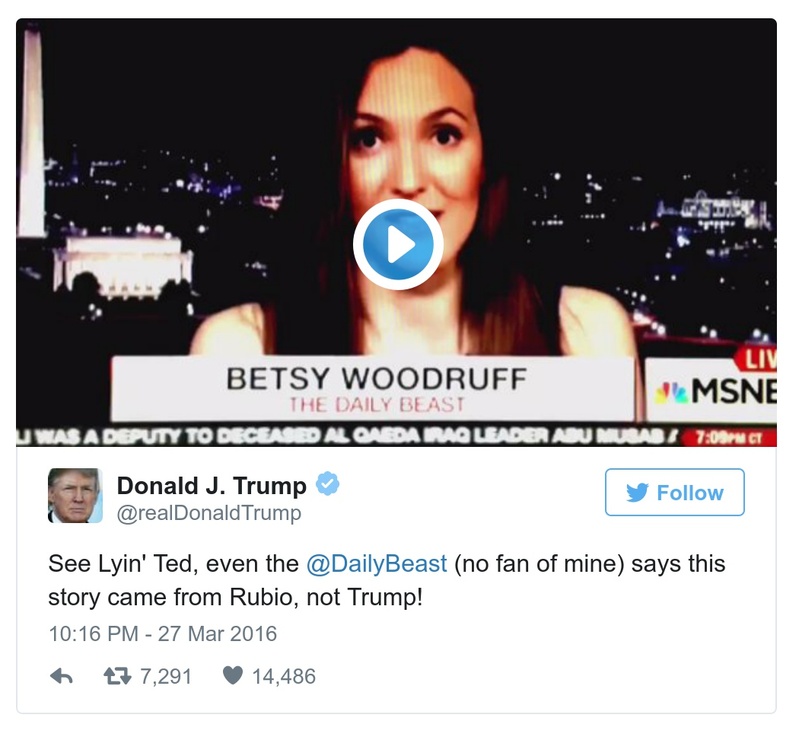 BETSY WOODRUFF
THE DAILY BEAST
LIV
MSNB
LI WAS A DEPUTY TO DECEASED AL QAEDA IRAQ LEADER ABU MUSAB 7:09PM CT
Donald J. Trump
@realDonaldTrump
Follow
See Lyin' Ted, even the @DailyBeast (no fan of mine) says this
story came from Rubio, not Trump!
10:16 PM - 27 Mar 2016
7,291 14,486